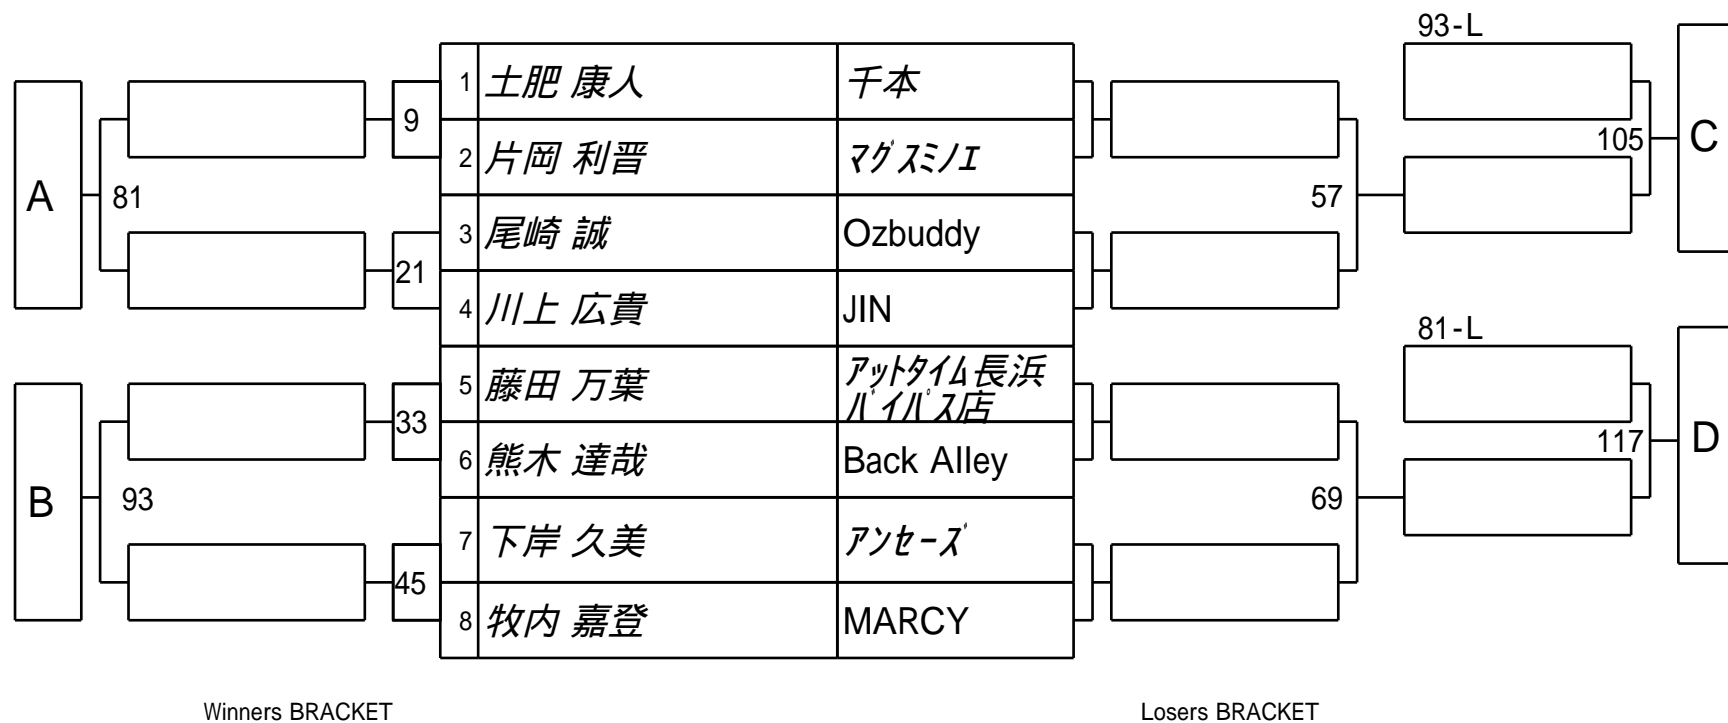 93-L
1 土肥 康人 千本
9
2 片岡 利晋 ﾏｸﾞｽﾐﾉｴ
105 C
A 81
57
3 尾崎 誠 Ozbuddy
21
4 川上 広貴 JIN
81-L
5 藤田 万葉 ｱｯﾄﾀｲﾑ長浜
ﾊﾞｲﾊﾟｽ店
33
6 熊木 達哉 Back Alley
117 D
B 93
69
7 下岸 久美 ｱﾝｾｰｽﾞ
45
8 牧内 嘉登 MARCY
Winners BRACKET Losers BRACKET